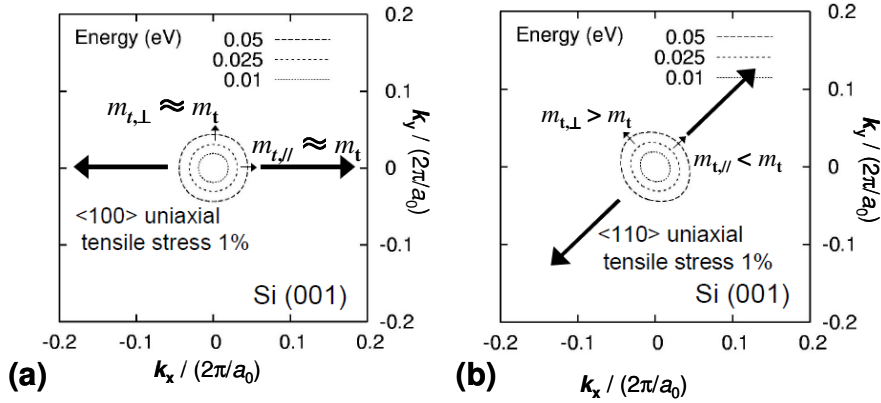 Energy (eV)
0.05
0.025
0.01
m_{t,⊥} ≈ m_t
m_{t,//} ≈ m_t
<100> uniaxial
tensile stress 1%
Si (001)
0.2
0.1
0
-0.1
-0.2
k_y / (2π/a_0)
-0.2 -0.1 0 0.1 0.2
k_x / (2π/a_0)
(a)
Energy (eV)
0.05
0.025
0.01
m_{t,⊥} > m_t
m_{t,//} < m_t
<110> uniaxial
tensile stress 1%
Si (001)
0.2
0.1
0
-0.1
-0.2
k_y / (2π/a_0)
-0.2 -0.1 0 0.1 0.2
k_x / (2π/a_0)
(b)